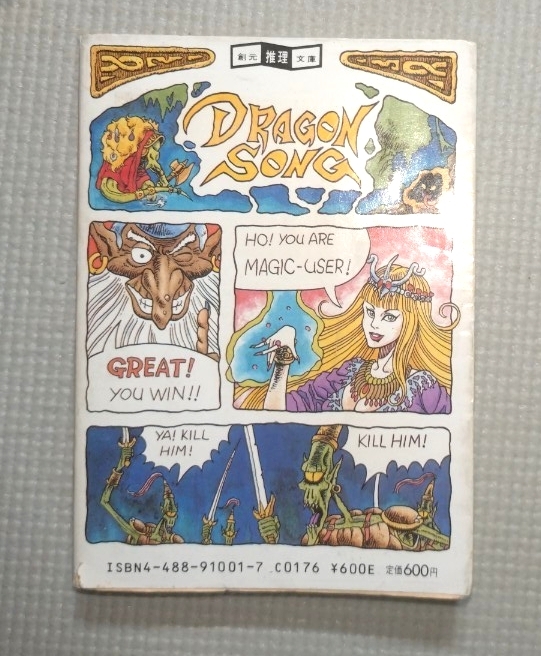 創元 推理 文庫
DRAGON
SONG
HO! YOU ARE
MAGIC-USER!
GREAT!
YOU WIN!!
YA! KILL
HIM!
KILL HIM!
ISBN4-488-91001-7 C0176 ¥600E 定価600円